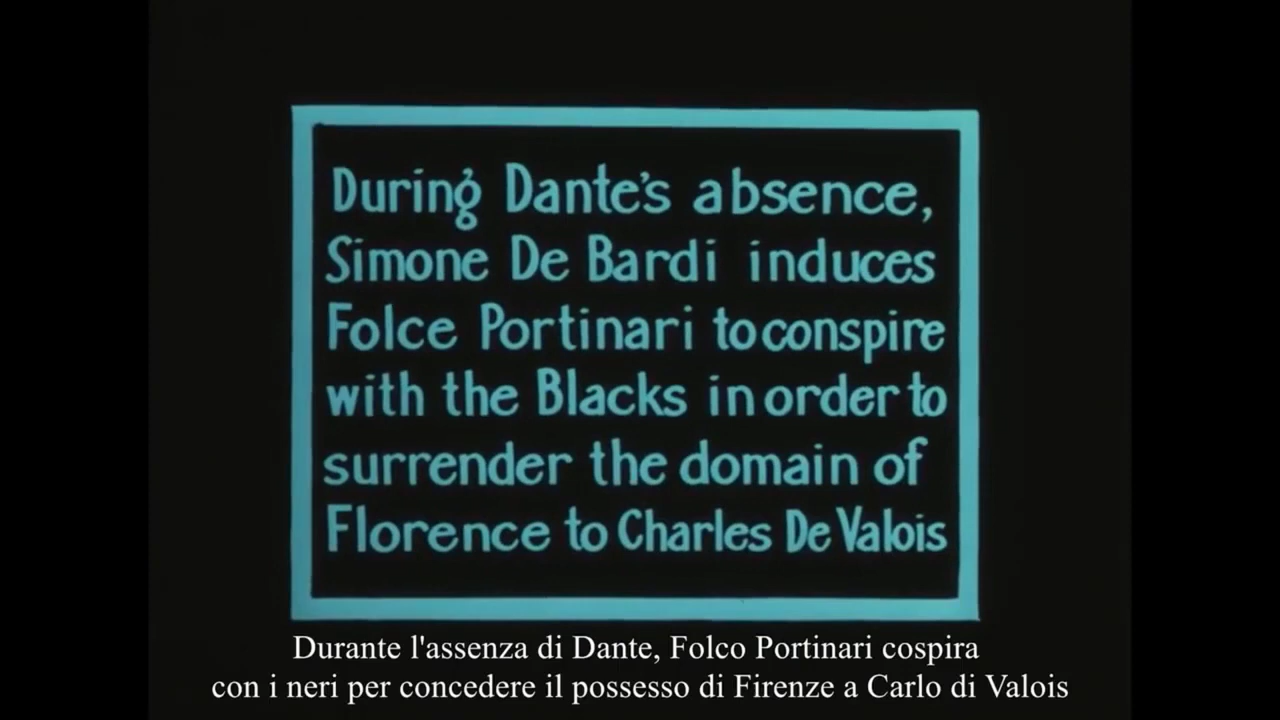 During Dante's absence,
Simone De Bardi induces
Folce Portinari to conspire
with the Blacks in order to
surrender the domain of
Florence to Charles De Valois
Durante l'assenza di Dante, Folco Portinari cospira
con i neri per concedere il possesso di Firenze a Carlo di Valois